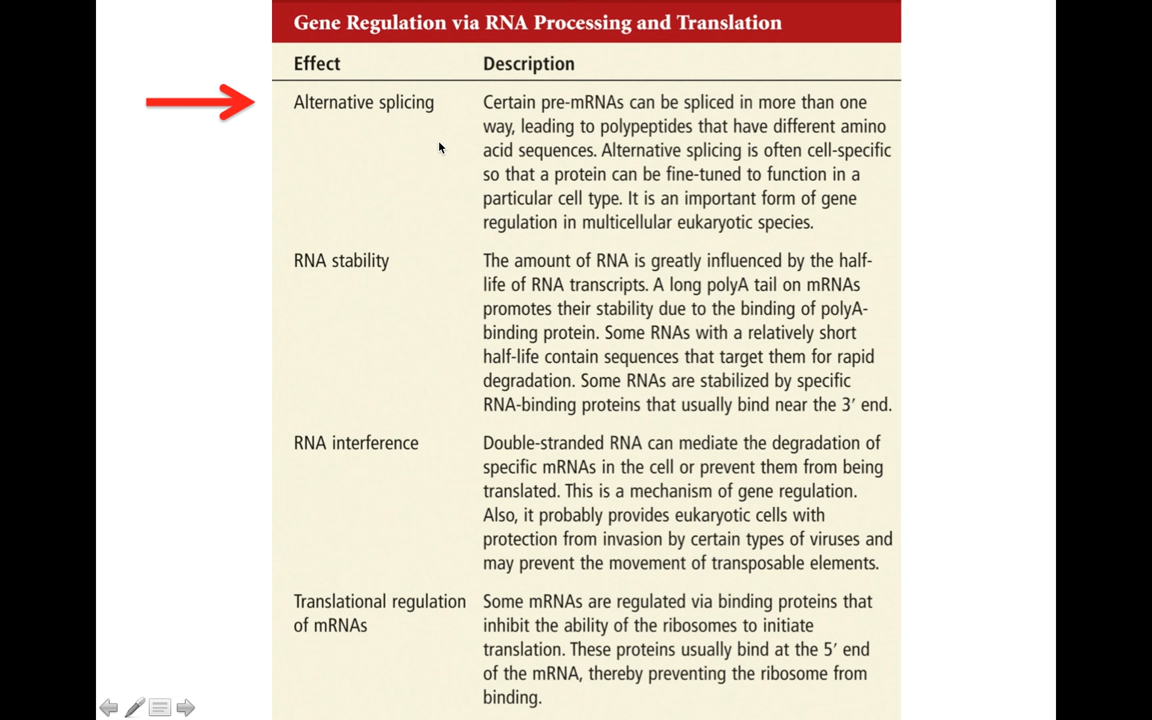 Gene Regulation via RNA Processing and Translation
Effect Description
Alternative splicing Certain pre-mRNAs can be spliced in more than one
way, leading to polypeptides that have different amino
acid sequences. Alternative splicing is often cell-specific
so that a protein can be fine-tuned to function in a
particular cell type. It is an important form of gene
regulation in multicellular eukaryotic species.
RNA stability The amount of RNA is greatly influenced by the half-
life of RNA transcripts. A long polyA tail on mRNAs
promotes their stability due to the binding of polyA-
binding protein. Some RNAs with a relatively short
half-life contain sequences that target them for rapid
degradation. Some RNAs are stabilized by specific
RNA-binding proteins that usually bind near the 3′ end.
RNA interference Double-stranded RNA can mediate the degradation of
specific mRNAs in the cell or prevent them from being
translated. This is a mechanism of gene regulation.
Also, it probably provides eukaryotic cells with
protection from invasion by certain types of viruses and
may prevent the movement of transposable elements.
Translational regulation Some mRNAs are regulated via binding proteins that
of mRNAs inhibit the ability of the ribosomes to initiate
translation. These proteins usually bind at the 5′ end
of the mRNA, thereby preventing the ribosome from
binding.